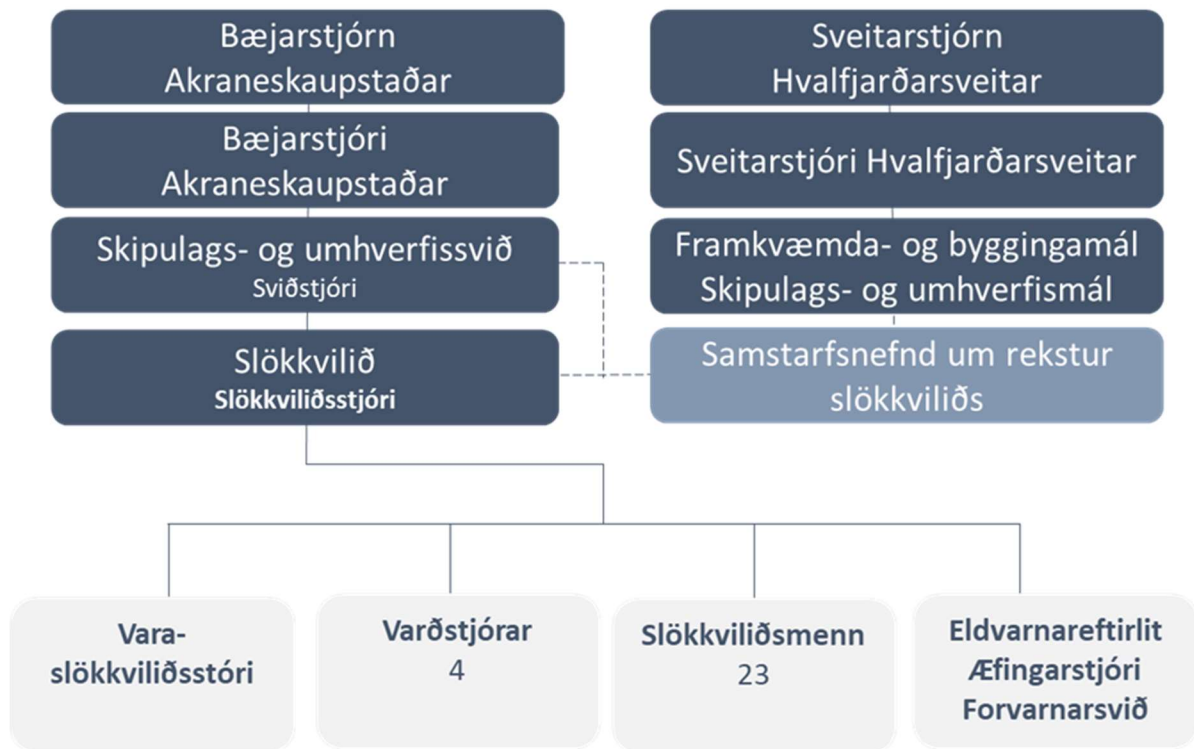 Bæjarstjórn
Akraneskaupstaðar
Bæjarstjóri
Akraneskaupstaðar
Skipulags- og umhverfissvið
Sviðstjóri
Slökkvilið
Slökkviliðsstjóri
Sveitarstjórn
Hvalfjarðarsveitar
Sveitarstjóri Hvalfjarðarsveitar
Framkvæmda- og byggingamál
Skipulags- og umhverfismál
Samstarfsnefnd um rekstur
slökkviliðs
Vara-
slökkviliðsstóri
Varðstjórar
4
Slökkviliðsmenn
23
Eldvarnareftirlit
Æfingarstjóri
Forvarnarsvið